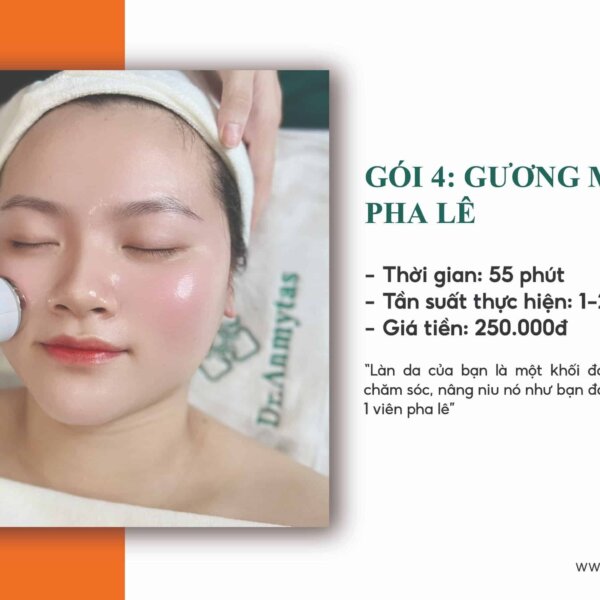 GÓI 4: GƯƠNG
PHA LÊ
- Thời gian: 55 phút
- Tần suất thực hiện: 1-
- Giá tiền: 250.000đ
"Làn da của bạn là một khối
chăm sóc, nâng niu nó như bạn
1 viên pha lê"
Dr.Anmytas
www.